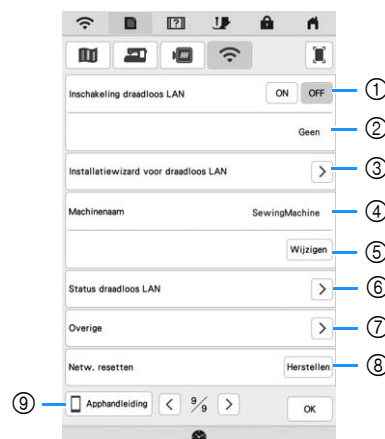 Inschakeling draadloos LAN ON OFF ①
Geen ②
Installatiewizard voor draadloos LAN > ③
Machinenaam SewingMachine ④
Wijzigen ⑤
Status draadloos LAN > ⑥
Overige > ⑦
Netw. resetten Herstellen ⑧
⑨ Apphandleiding < 9/9 > OK